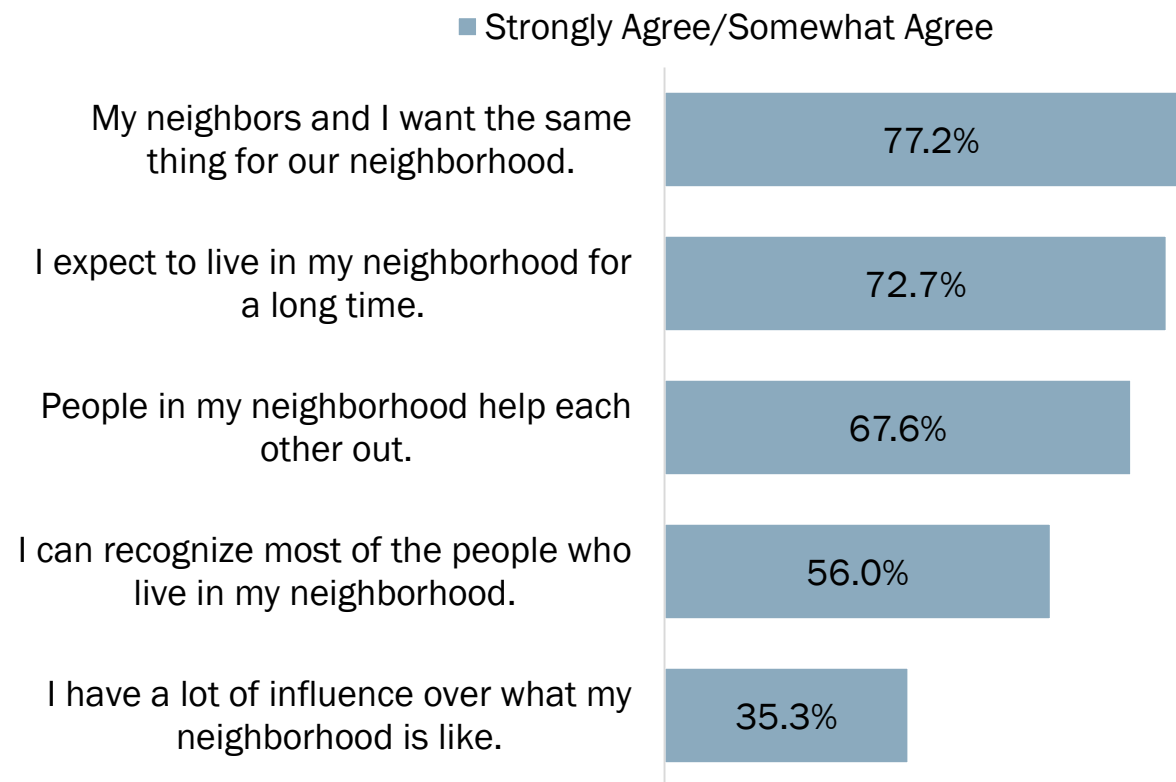 Strongly Agree/Somewhat Agree
My neighbors and I want the same
thing for our neighborhood.
77.2%
I expect to live in my neighborhood for
a long time.
72.7%
People in my neighborhood help each
other out.
67.6%
I can recognize most of the people who
live in my neighborhood.
56.0%
I have a lot of influence over what my
neighborhood is like.
35.3%